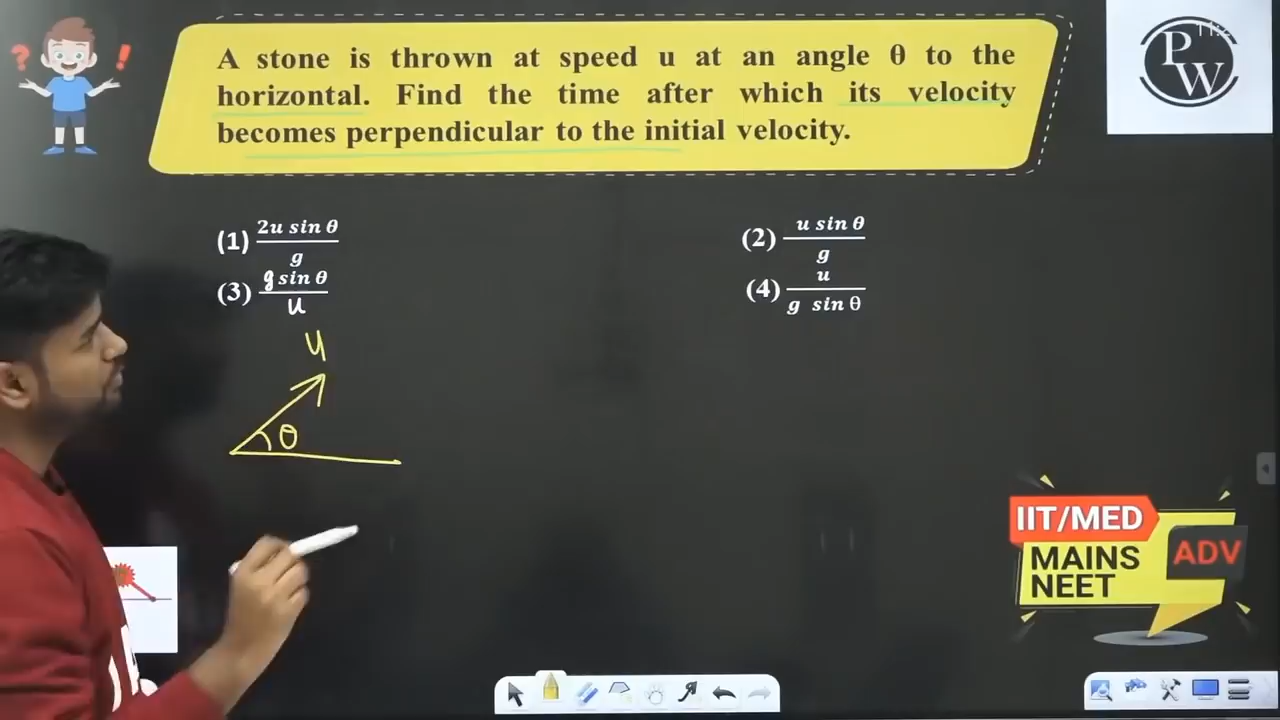 ? !
A stone is thrown at speed u at an angle θ to the
horizontal. Find the time after which its velocity
becomes perpendicular to the initial velocity.
PW
(1) 2u sin θ / g
(2) u sin θ / g
(3) g sin θ / u
(4) u / g sin θ
u
θ
IIT/MED
MAINS
NEET
ADV